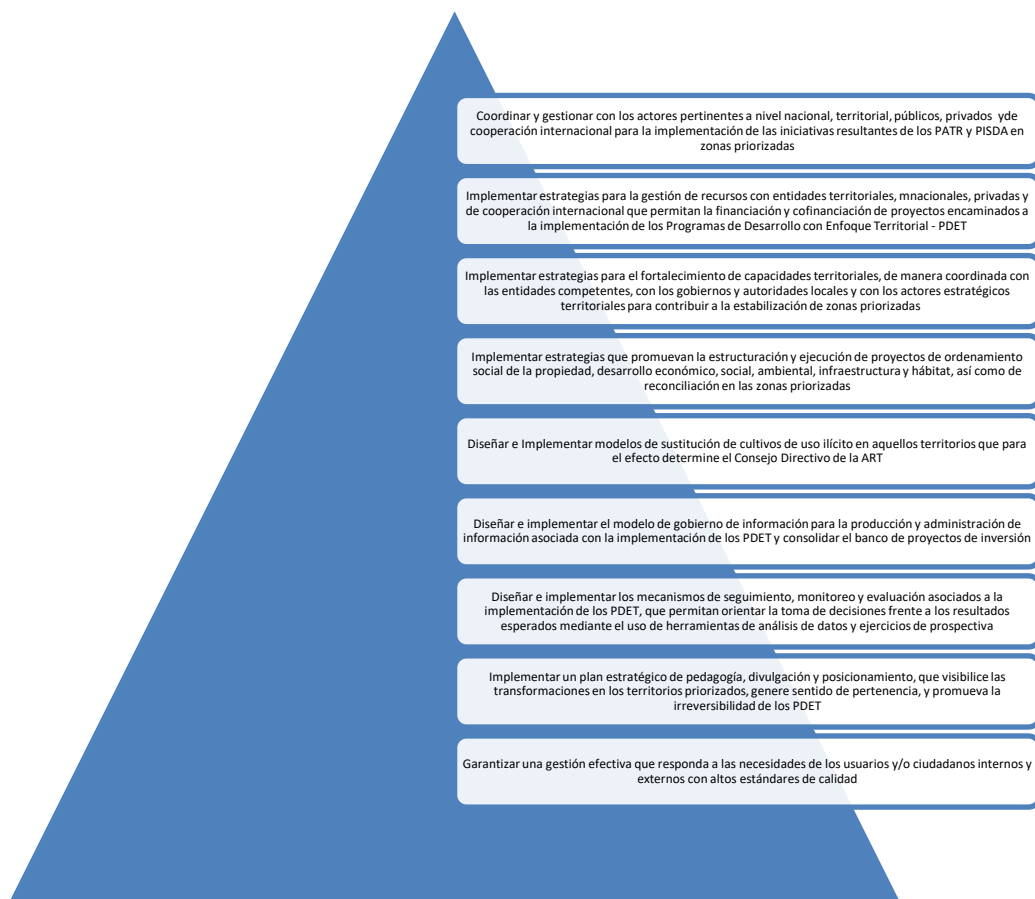 Coordinar y gestionar con los actores pertinentes a nivel nacional, territorial, públicos, privados yde
cooperación internacional para la implementación de las iniciativas resultantes de los PATR y PISDA en
zonas priorizadas
Implementar estrategias para la gestión de recursos con entidades territoriales, mnacionales, privadas y
de cooperación internacional que permitan la financiación y cofinanciación de proyectos encaminados a
la implementación de los Programas de Desarrollo con Enfoque Territorial - PDET
Implementar estrategias para el fortalecimiento de capacidades territoriales, de manera coordinada con
las entidades competentes, con los gobiernos y autoridades locales y con los actores estratégicos
territoriales para contribuir a la estabilización de zonas priorizadas
Implementar estrategias que promuevan la estructuración y ejecución de proyectos de ordenamiento
social de la propiedad, desarrollo económico, social, ambiental, infraestructura y hábitat, así como de
reconciliación en las zonas priorizadas
Diseñar e Implementar modelos de sustitución de cultivos de uso ilícito en aquellos territorios que para
el efecto determine el Consejo Directivo de la ART
Diseñar e implementar el modelo de gobierno de información para la producción y administración de
información asociada con la implementación de los PDET y consolidar el banco de proyectos de inversión
Diseñar e implementar los mecanismos de seguimiento, monitoreo y evaluación asociados a la
implementación de los PDET, que permitan orientar la toma de decisiones frente a los resultados
esperados mediante el uso de herramientas de análisis de datos y ejercicios de prospectiva
Implementar un plan estratégico de pedagogía, divulgación y posicionamiento, que visibilice las
transformaciones en los territorios priorizados, genere sentido de pertenencia, y promueva la
irreversibilidad de los PDET
Garantizar una gestión efectiva que responda a las necesidades de los usuarios y/o ciudadanos internos y
externos con altos estándares de calidad